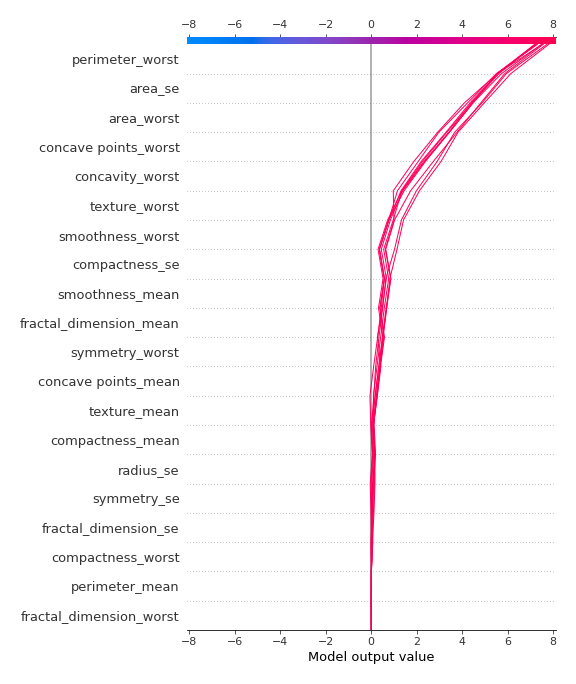 −8 −6 −4 −2 0 2 4 6 8
perimeter_worst
area_se
area_worst
concave points_worst
concavity_worst
texture_worst
smoothness_worst
compactness_se
smoothness_mean
fractal_dimension_mean
symmetry_worst
concave points_mean
texture_mean
compactness_mean
radius_se
symmetry_se
fractal_dimension_se
compactness_worst
perimeter_mean
fractal_dimension_worst
−8 −6 −4 −2 0 2 4 6 8
Model output value